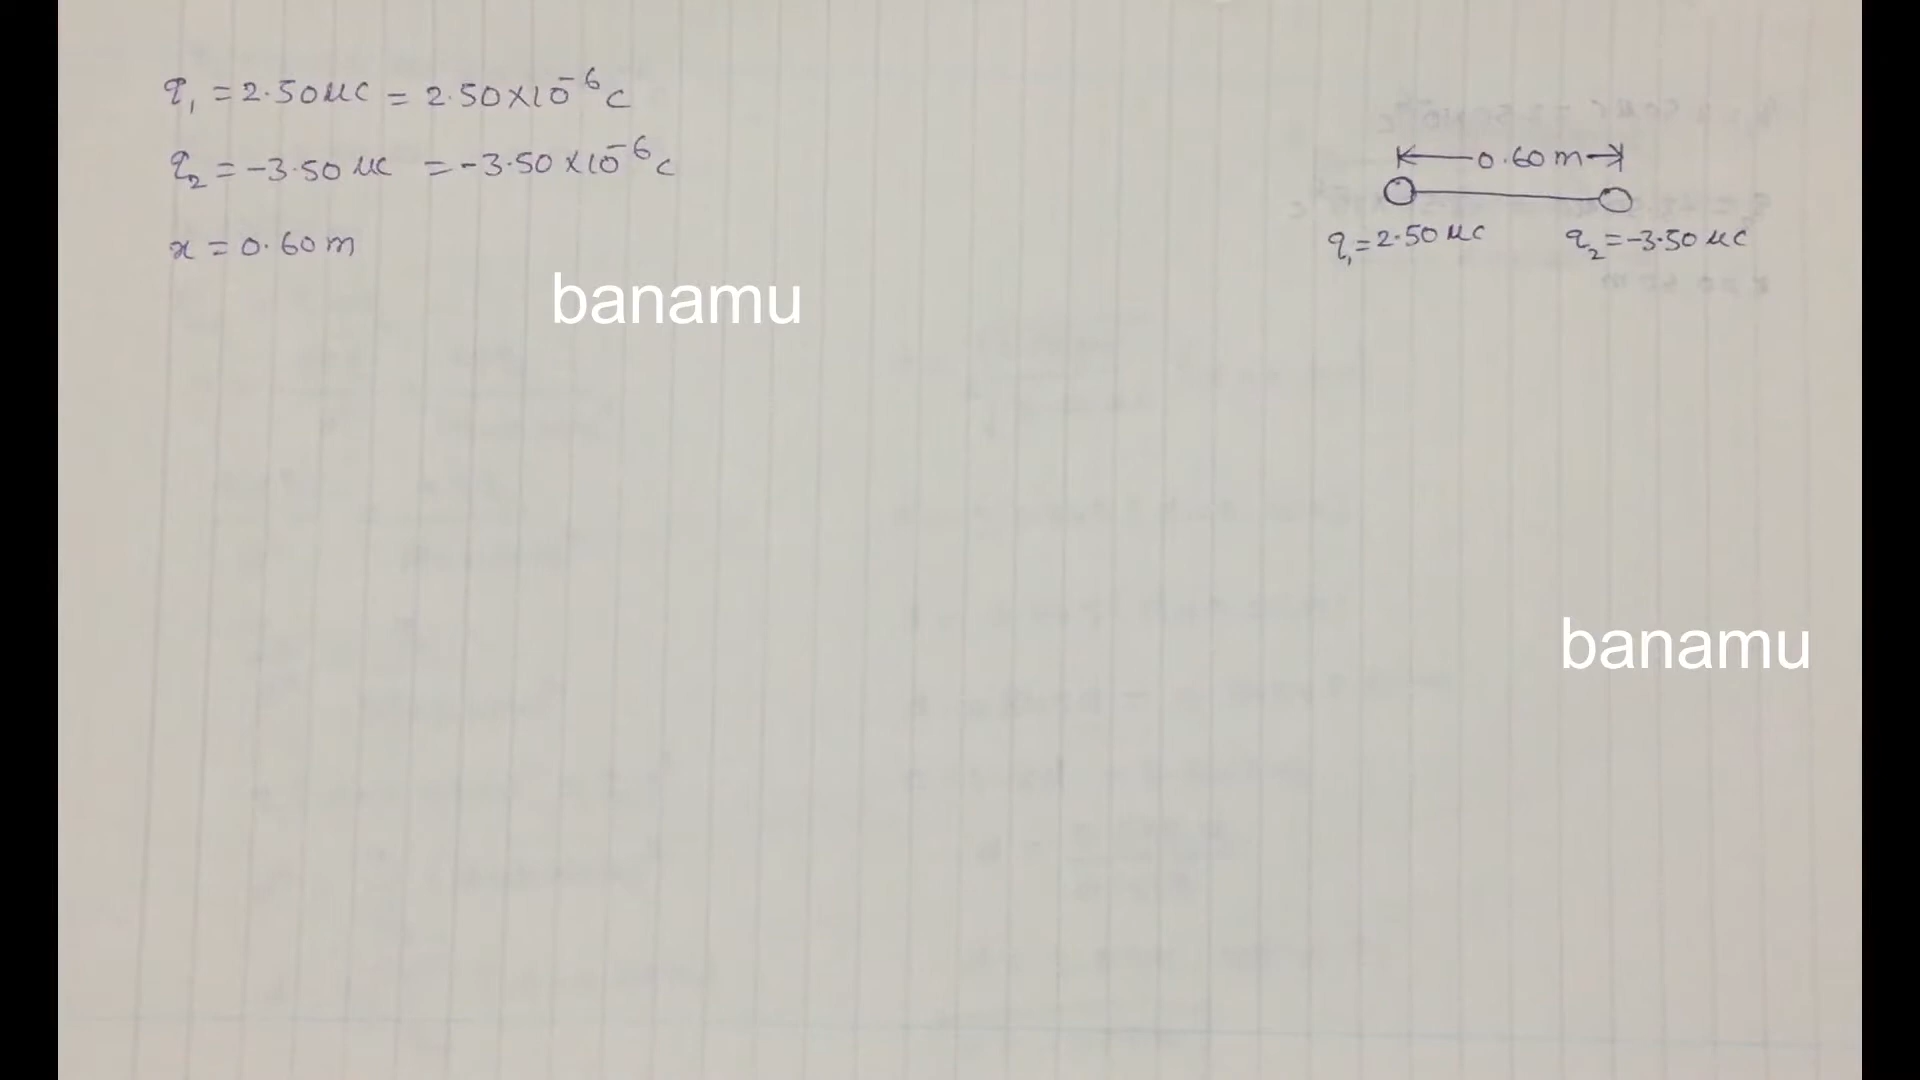 q₁ = 2.50 μC = 2.50×10⁻⁶ C
q₂ = -3.50 μC = -3.50×10⁻⁶ C
x = 0.60 m
0.60 m
q₁ = 2.50 μC q₂ = -3.50 μC
banamu
banamu